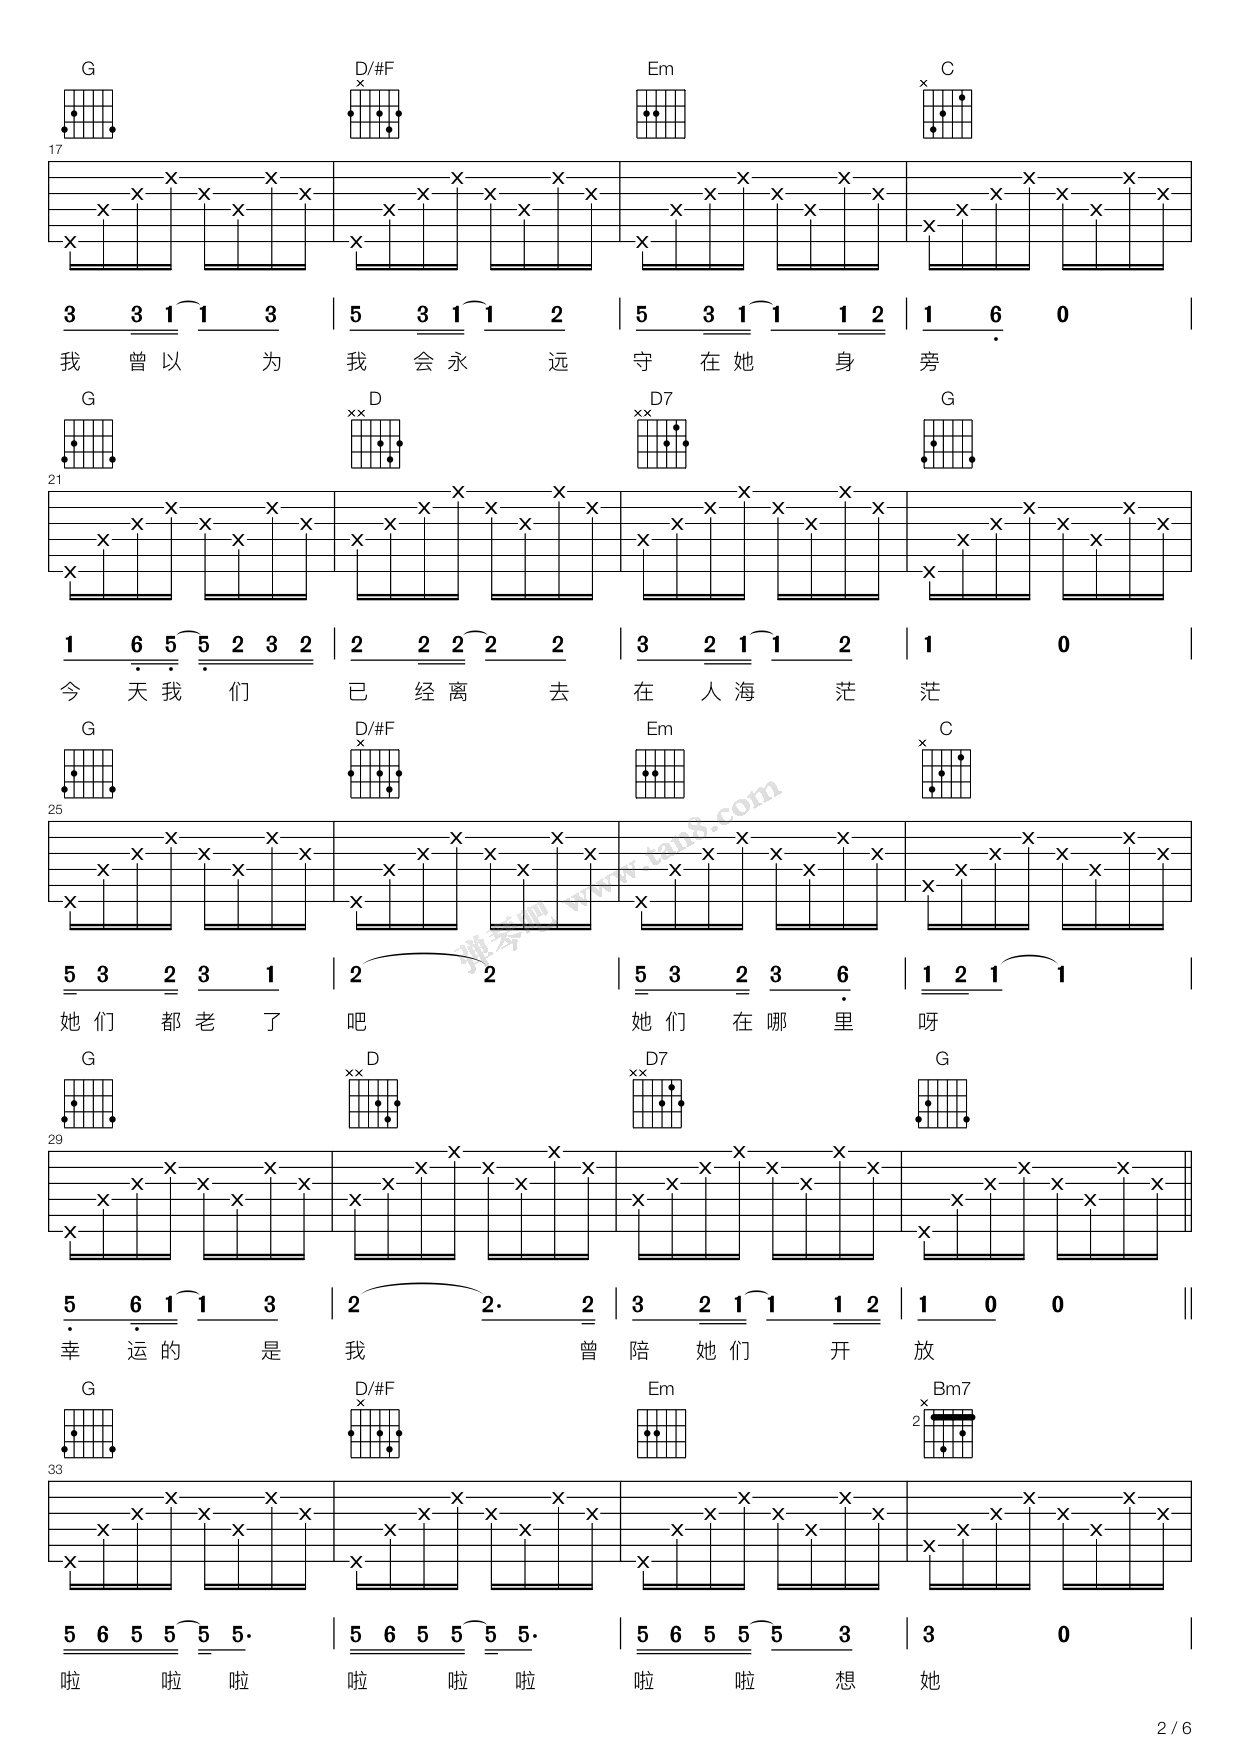 G D/#F Em C
× ×
17
3 3 1 1 3 5 3 1 1 2 5 3 1 1 1 2 1 6 0
我 曾 以 为 我 会 永 远 守 在 她 身 旁
G D D7 G
×× ××
21
1 6 5 5 2 3 2 2 2 2 2 2 3 2 1 1 2 1 0
今 天 我 们 已 经 离 去 在 人 海 茫 茫
G D/#F Em C
× ×
25
5 3 2 3 1 2 2 5 3 2 3 6 1 2 1 1
她 们 都 老 了 吧 她 们 在 哪 里 呀
弹琴吧 www.tan8.com
G D D7 G
×× ××
29
5 6 1 1 3 2 2. 2 3 2 1 1 1 2 1 0 0
幸 运 的 是 我 曾 陪 她 们 开 放
G D/#F Em Bm7
× ×
2
33
5 6 5 5 5 5. 5 6 5 5 5 5. 5 6 5 5 5 3 3 0
啦 啦 啦 啦 啦 啦 啦 啦 想 她
2 / 6